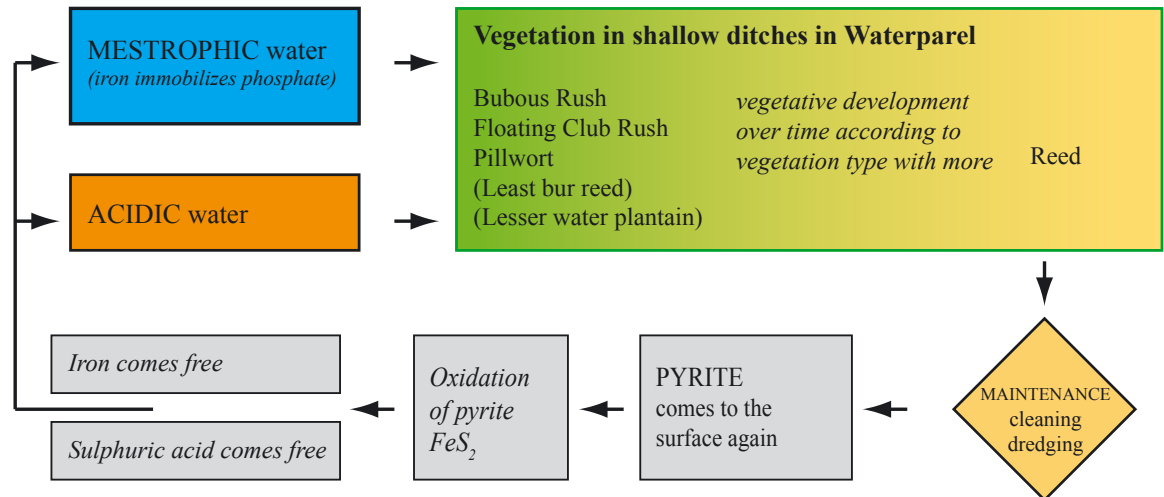 MESTROPHIC water
(iron immobilizes phosphate)
ACIDIC water
Vegetation in shallow ditches in Waterparel
Bubous Rush
Floating Club Rush
Pillwort
(Least bur reed)
(Lesser water plantain)
vegetative development
over time according to
vegetation type with more
Reed
MAINTENANCE
cleaning
dredging
PYRITE
comes to the
surface again
Oxidation
of pyrite
FeS₂
Iron comes free
Sulphuric acid comes free